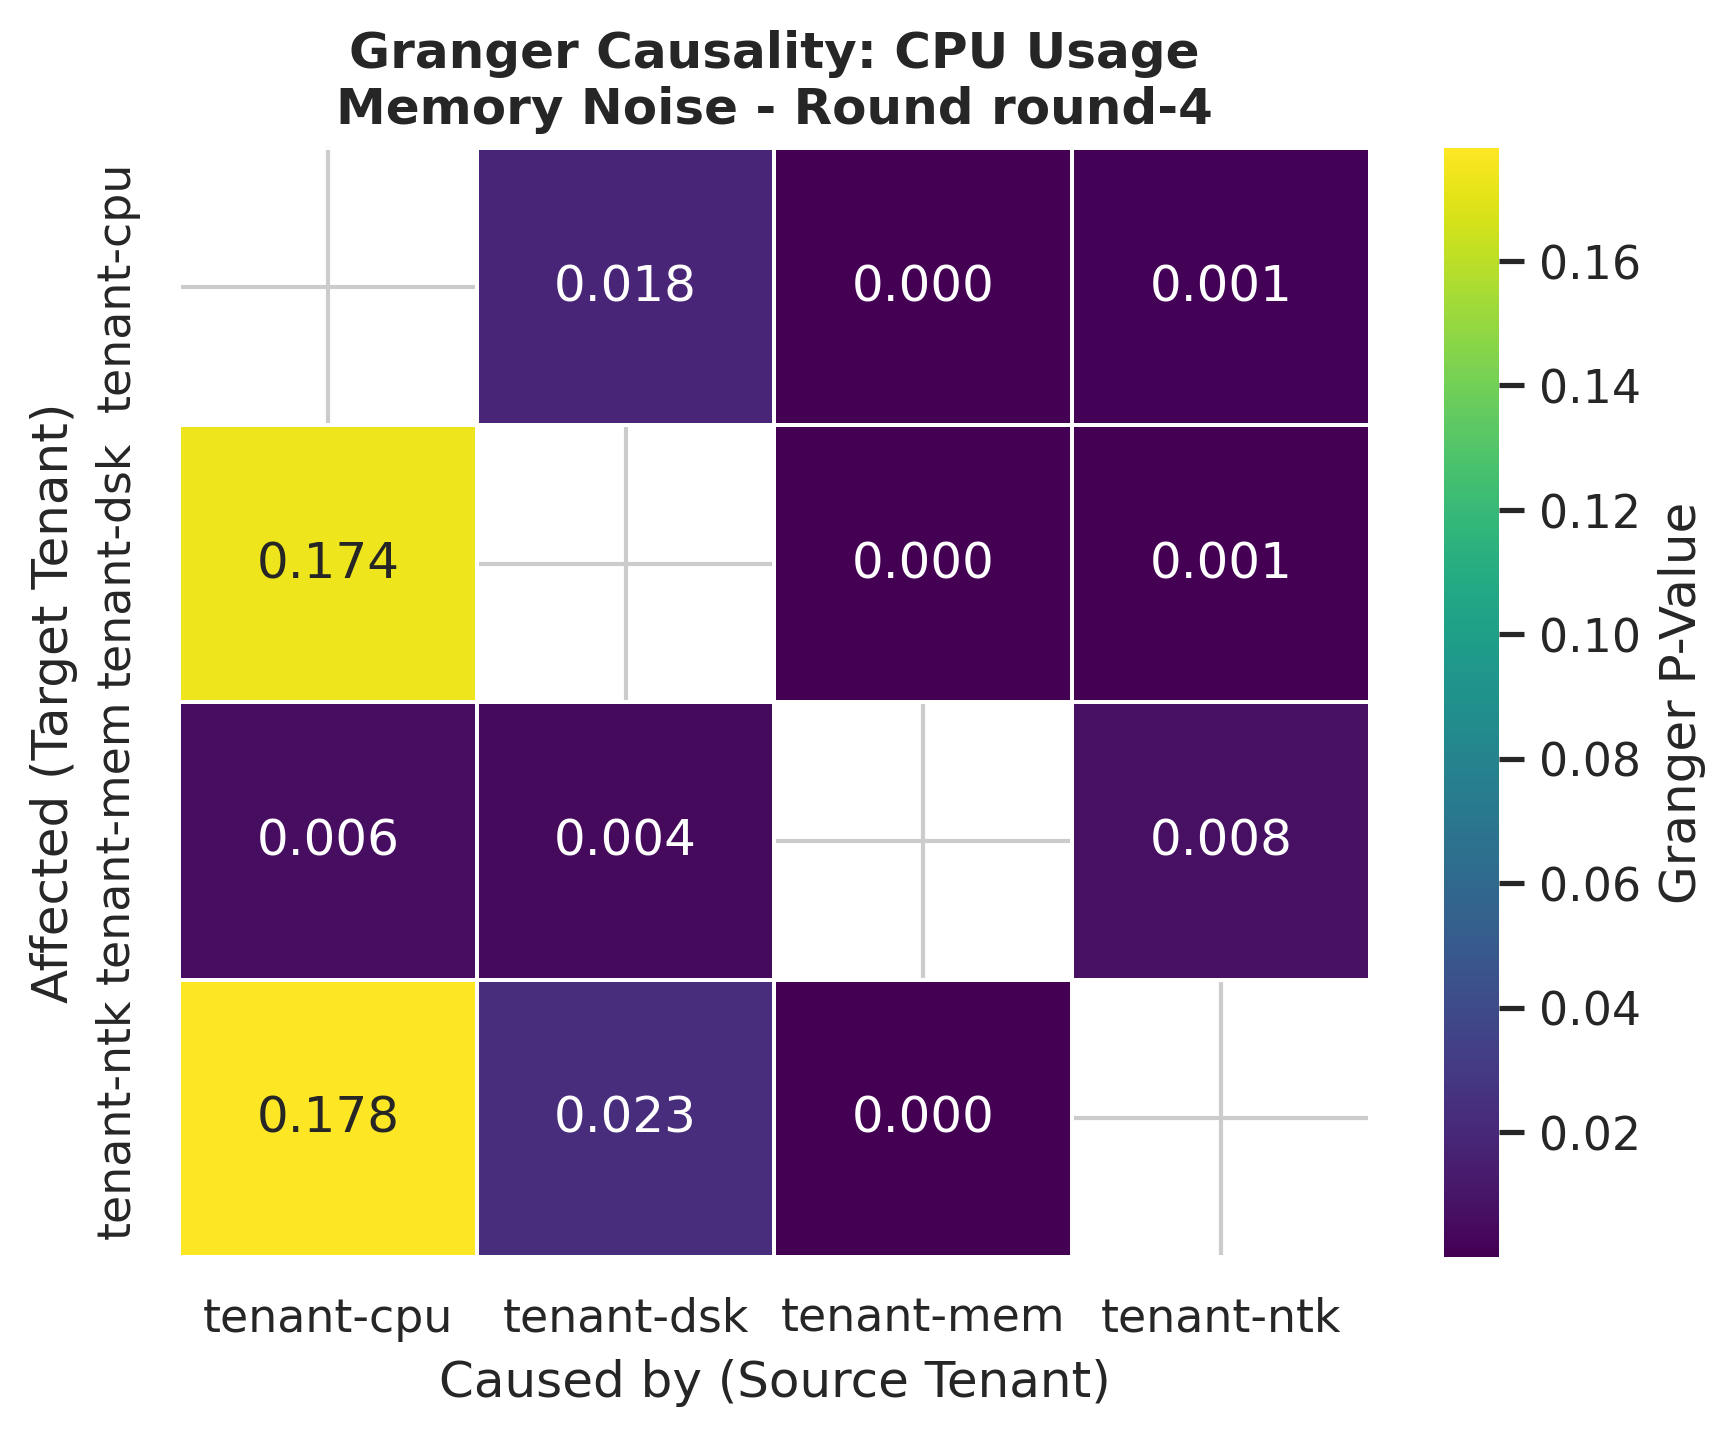 Granger Causality: CPU Usage
Memory Noise - Round round-4
Affected (Target Tenant)
tenant-cpu
0.018
0.000
0.001
tenant-dsk
0.174
0.000
0.001
tenant-mem
0.006
0.004
0.008
tenant-ntk
0.178
0.023
0.000
tenant-cpu
tenant-dsk
tenant-mem
tenant-ntk
Caused by (Source Tenant)
0.16
0.14
0.12
0.10
0.08
0.06
0.04
0.02
Granger P-Value